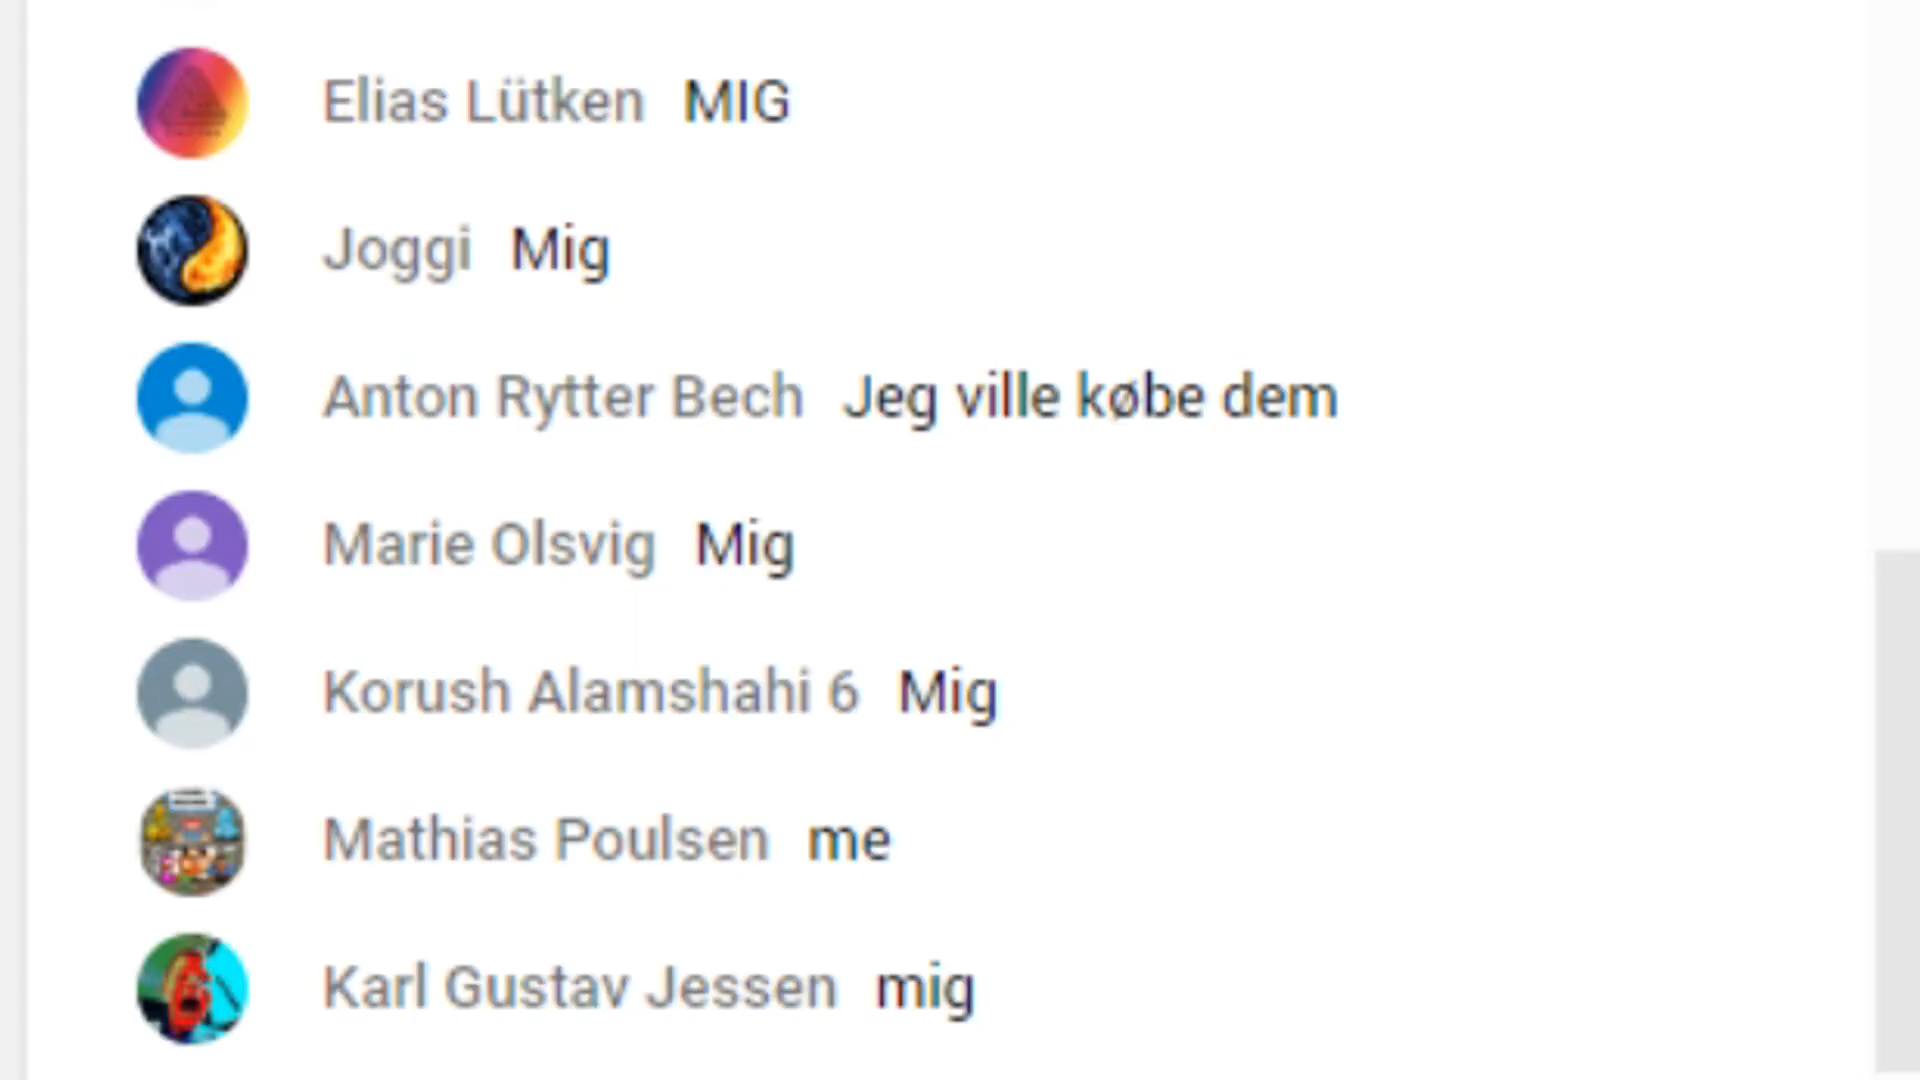 Elias Lütken MIG
Joggi Mig
Anton Rytter Bech Jeg ville købe dem
Marie Olsvig Mig
Korush Alamshahi 6 Mig
Mathias Poulsen me
Karl Gustav Jessen mig